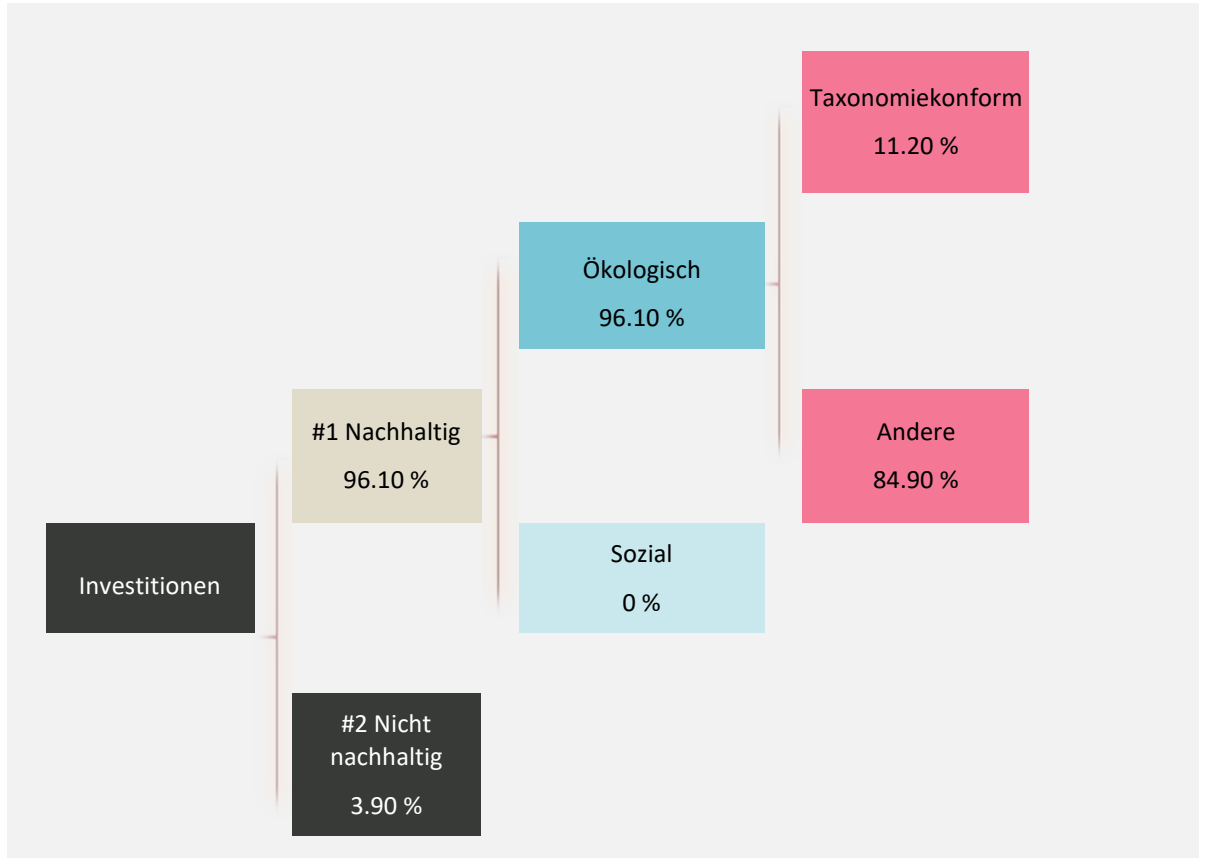 Investitionen
#1 Nachhaltig
96.10 %
#2 Nicht
nachhaltig
3.90 %
Ökologisch
96.10 %
Sozial
0 %
Taxonomiekonform
11.20 %
Andere
84.90 %